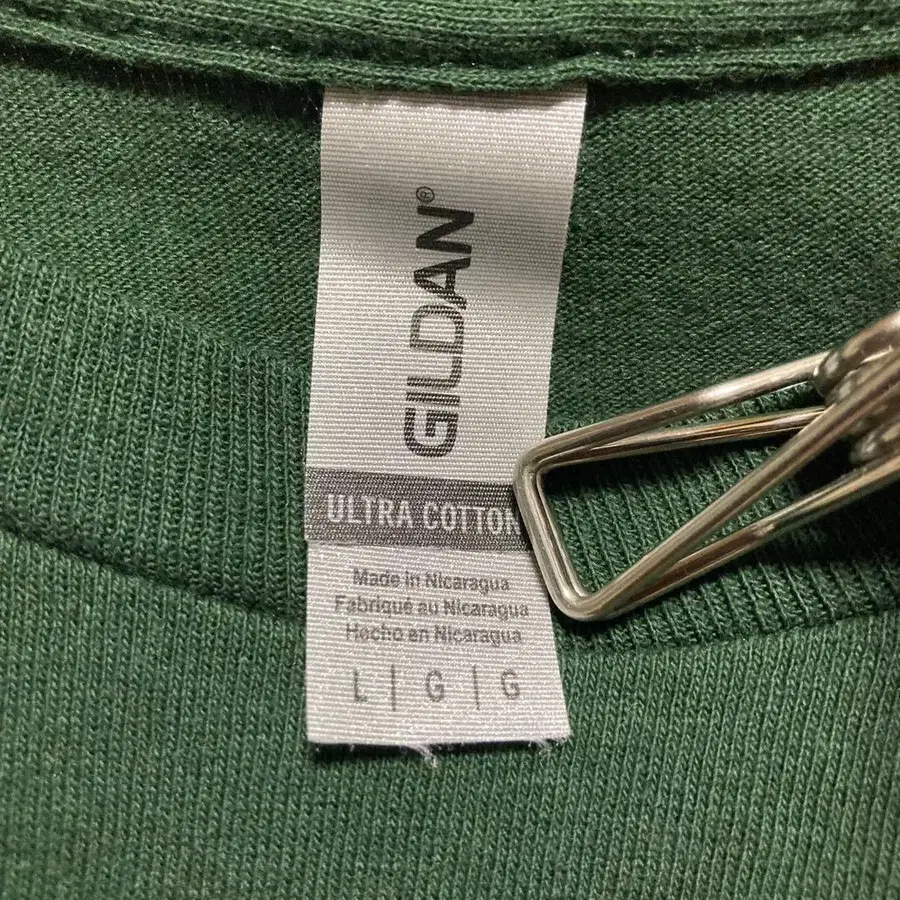 GILDAN®
ULTRA COTTON
Made in Nicaragua
Fabriqué au Nicaragua
Hecho en Nicaragua
L | G | G